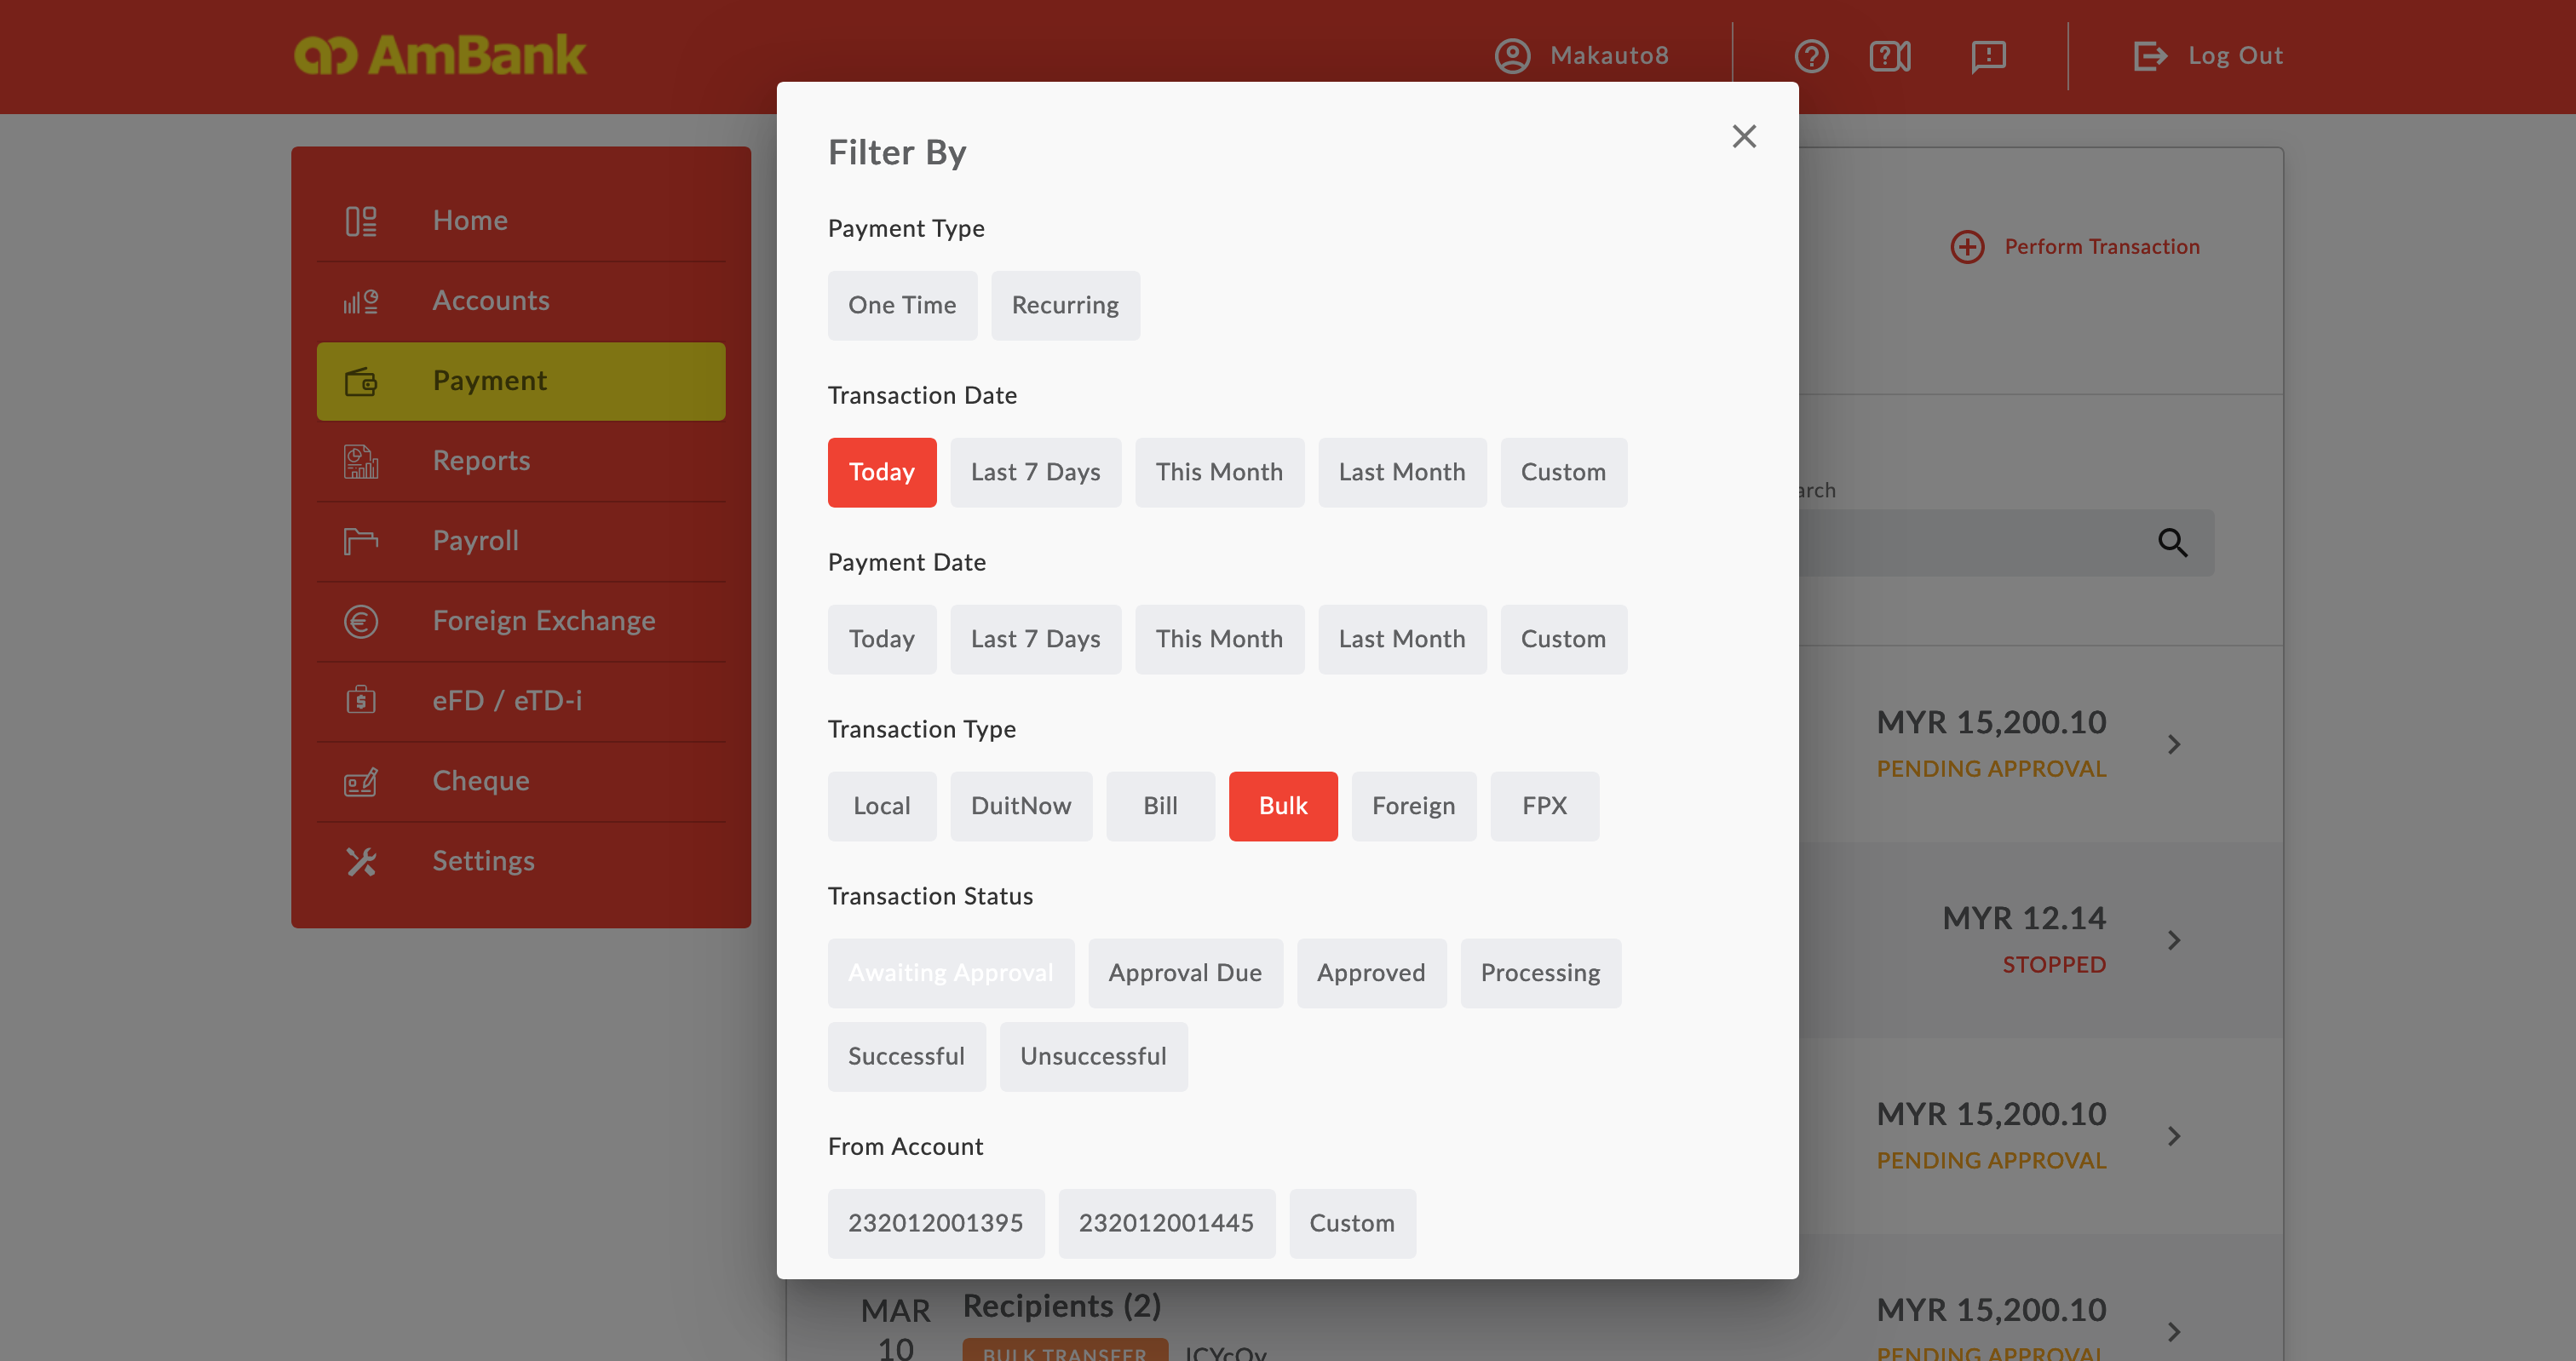 AmBank
Makauto8
Log Out
Home
Accounts
Payment
Reports
Payroll
Foreign Exchange
eFD / eTD-i
Cheque
Settings
Filter By
Payment Type
One Time Recurring
Transaction Date
Today Last 7 Days This Month Last Month Custom
Payment Date
Today Last 7 Days This Month Last Month Custom
Transaction Type
Local DuitNow Bill Bulk Foreign FPX
Transaction Status
Awaiting Approval Approval Due Approved Processing
Successful Unsuccessful
From Account
232012001395 232012001445 Custom
Perform Transaction
arch
MYR 15,200.10
PENDING APPROVAL
MYR 12.14
STOPPED
MYR 15,200.10
PENDING APPROVAL
MAR
10
Recipients (2)
BULK TRANSFER
MYR 15,200.10
PENDING APPROVAL